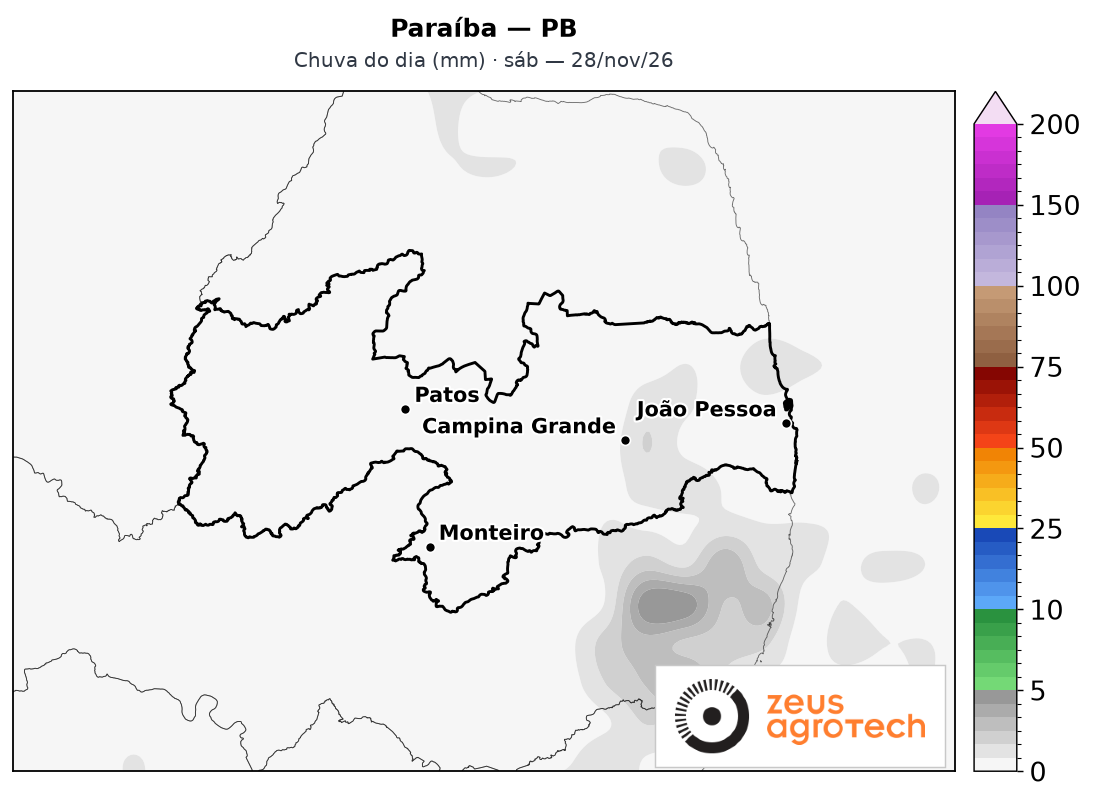 Paraíba — PB
Chuva do dia (mm) · sáb — 28/nov/26
200
150
100
75
50
25
10
5
0
Patos
Campina Grande
João Pessoa
Monteiro
zeus
agrotech